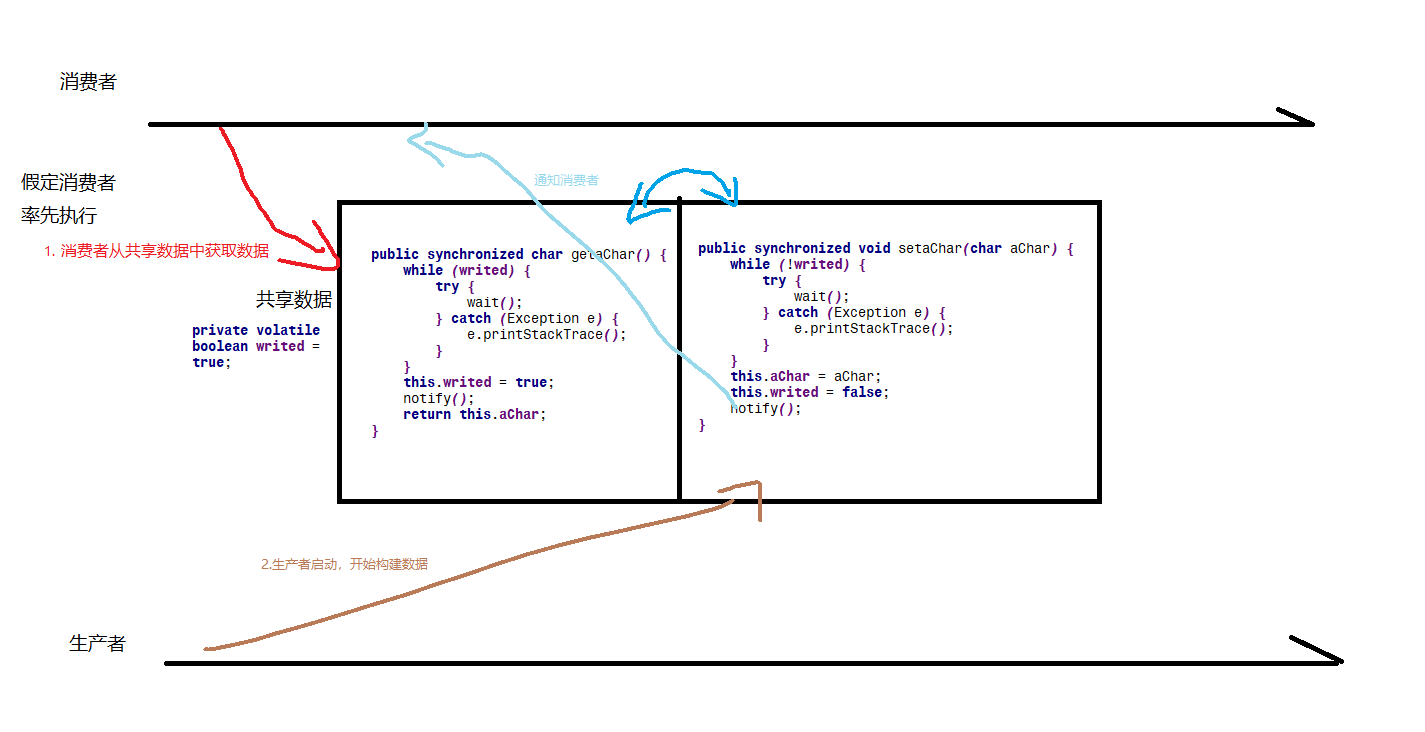 消费者
假定消费者
率先执行
通知消费者
1. 消费者从共享数据中获取数据
共享数据
private volatile
boolean writed =
true;
public synchronized char getaChar() {
while (writed) {
try {
wait();
} catch (Exception e) {
e.printStackTrace();
}
}
this.writed = true;
notify();
return this.aChar;
}
public synchronized void setaChar(char aChar) {
while (!writed) {
try {
wait();
} catch (Exception e) {
e.printStackTrace();
}
}
this.aChar = aChar;
this.writed = false;
notify();
}
2.生产者启动，开始构建数据
生产者